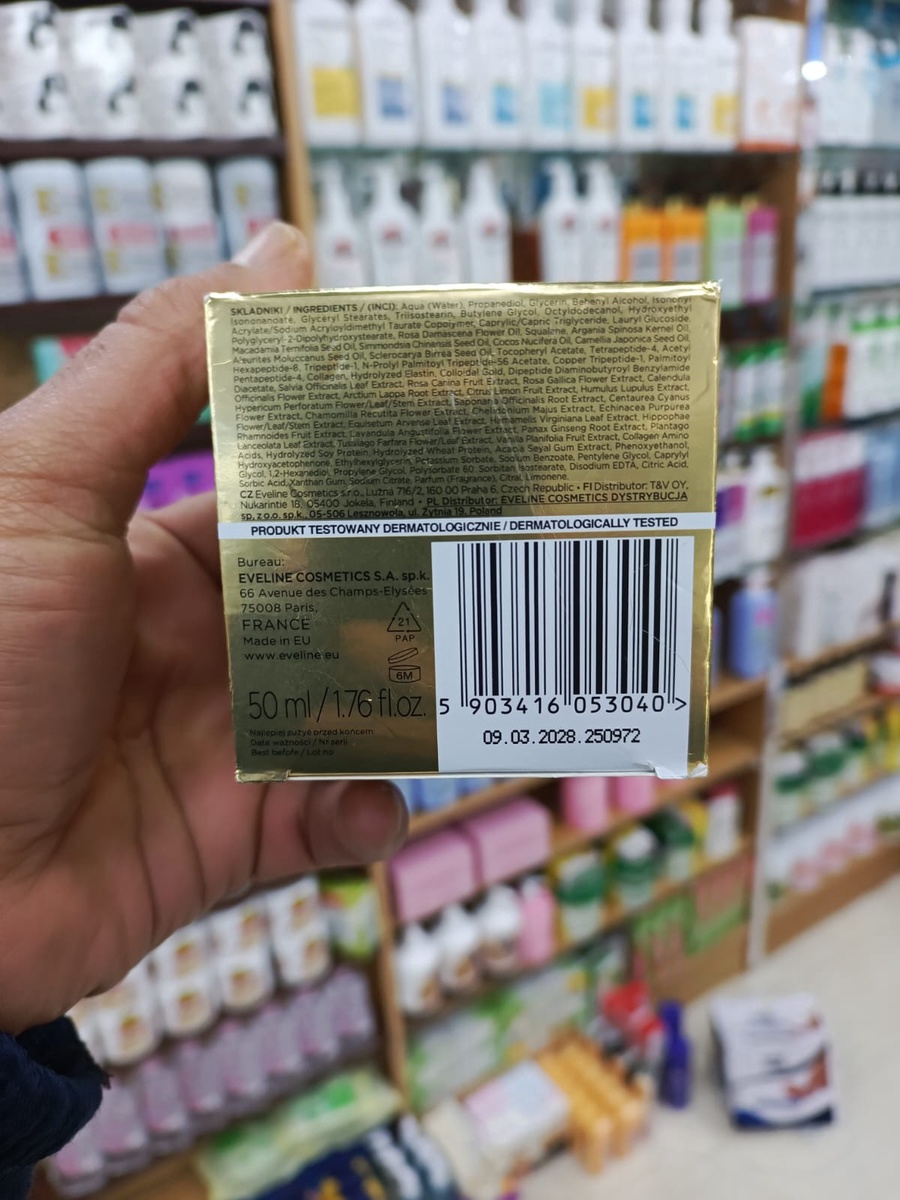 SKŁADNIKI / INGREDIENTS / (INCI): Aqua (Water), Propanediol, Glycerin, Behenyl Alcohol, Isononyl
Isononanoate, Glyceryl Stearates, Triisostearin, Butylene Glycol, Octyldodecanol, Hydroxyethyl
Acrylate/Sodium Acryloyldimethyl Taurate Copolymer, Caprylic/Capric Triglyceride, Lauryl Glucoside,
Polyglyceryl-2-Dipolyhydroxystearate, Rosa Damascena Flower Oil, Squalane, Argania Spinosa Kernel Oil,
Macadamia Ternifolia Seed Oil, Simmondsia Chinensis Seed Oil, Cocos Nucifera Oil, Camellia Japonica Seed Oil,
Aleurites Moluccanus Seed Oil, Sclerocarya Birrea Seed Oil, Tocopheryl Acetate, Tetrapeptide-4, Acetyl
Hexapeptide-8, Tripeptide-1, N-Prolyl Palmitoyl Tripeptide-56 Acetate, Copper Tripeptide-1, Palmitoyl
Pentapeptide-4, Collagen, Hydrolyzed Elastin, Colloidal Gold, Dipeptide Diaminobutyroyl Benzylamide
Diacetate, Salvia Officinalis Leaf Extract, Rosa Canina Fruit Extract, Rosa Gallica Flower Extract, Calendula
Officinalis Flower Extract, Arctium Lappa Root Extract, Citrus Limon Fruit Extract, Humulus Lupulus Extract,
Hypericum Perforatum Flower/Leaf/Stem Extract, Saponaria Officinalis Root Extract, Centaurea Cyanus
Flower Extract, Chamomilla Recutita Flower Extract, Chelidonium Majus Extract, Echinacea Purpurea
Flower/Leaf/Stem Extract, Equisetum Arvense Leaf Extract, Hamamelis Virginiana Leaf Extract, Hippophae
Rhamnoides Fruit Extract, Lavandula Angustifolia Flower Extract, Panax Ginseng Root Extract, Plantago
Lanceolata Leaf Extract, Tussilago Farfara Flower/Leaf Extract, Vanilla Planifolia Fruit Extract, Collagen Amino
Acids, Hydrolyzed Soy Protein, Hydrolyzed Wheat Protein, Acacia Seyal Gum Extract, Phenoxyethanol,
Hydroxyacetophenone, Ethylhexylglycerin, Potassium Sorbate, Sodium Benzoate, Pentylene Glycol, Caprylyl
Glycol, 1,2-Hexanediol, Propylene Glycol, Polysorbate 60, Sorbitan Isostearate, Disodium EDTA, Citric Acid,
Sorbic Acid, Xanthan Gum, Sodium Citrate, Parfum (Fragrance), Citral, Limonene.
CZ Eveline Cosmetics s.r.o., Lužná 716/2, 160 00 Praha 6, Czech Republic • FI Distributor: T&V OY,
Nukarintie 18, 05400 Jokela, Finland • PL Distributor: EVELINE COSMETICS DYSTRYBUCJA
sp. z o.o. sp.k., 05-506 Lesznowola, ul. Żytnia 19, Poland
PRODUKT TESTOWANY DERMATOLOGICZNIE / DERMATOLOGICALLY TESTED
Bureau:
EVELINE COSMETICS S.A. sp.k.
66 Avenue des Champs-Elysées
75008 Paris,
FRANCE
Made in EU
www.eveline.eu
21
PAP
6M
50 ml / 1.76 fl.oz.
Najlepiej zużyć przed końcem
Data ważności / Nr serii
Best before / Lot no
5 903416 053040 >
09.03.2028.250972